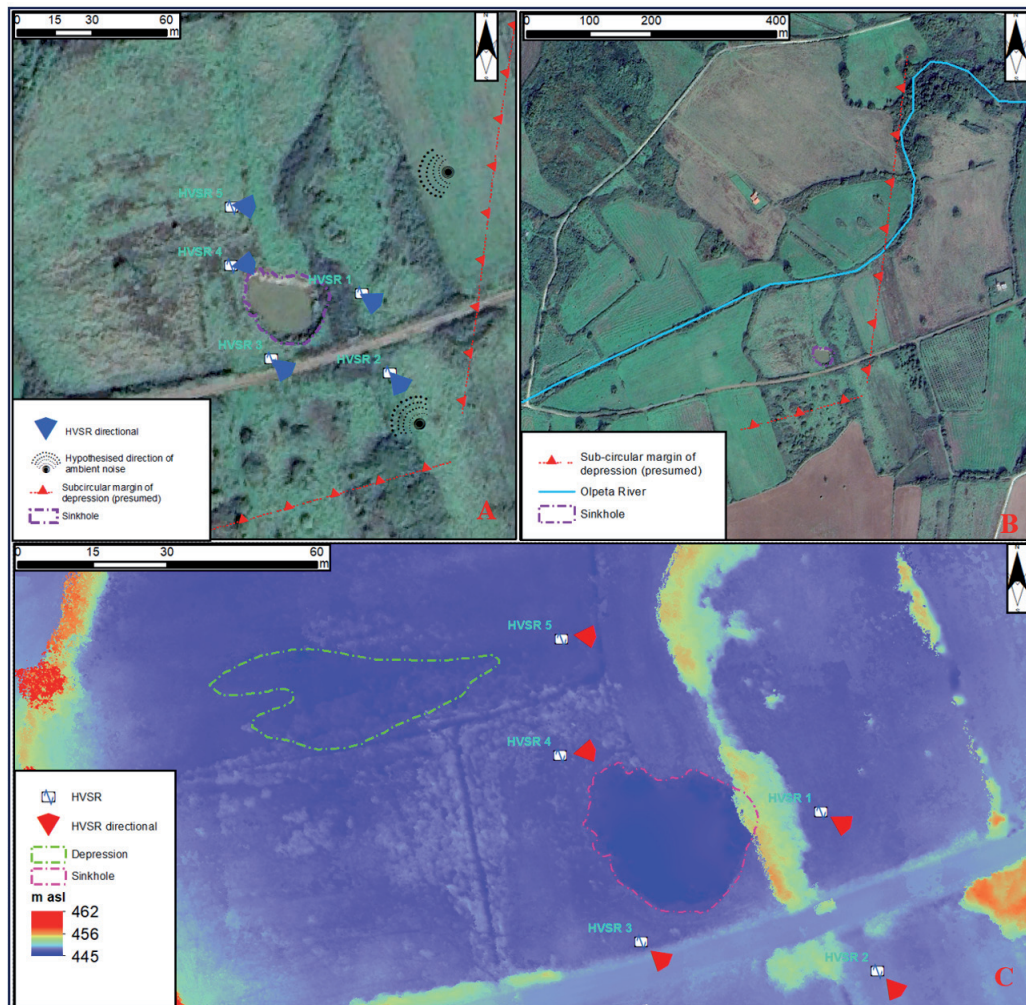 0 15 30 60
m
N
S
HVSR 5
HVSR 4
HVSR 1
HVSR 3
HVSR 2
HVSR directional
Hypothesised direction of
ambient noise
Subcircular margin of
depression (presumed)
Sinkhole
A
0 100 200 400
m
N
S
Sub-circular margin of
depression (presumed)
Olpeta River
Sinkhole
B
0 15 30 60
m
N
S
HVSR 5
HVSR 4
HVSR 1
HVSR 3
HVSR 2
HVSR
HVSR directional
Depression
Sinkhole
m asl
462
456
445
C